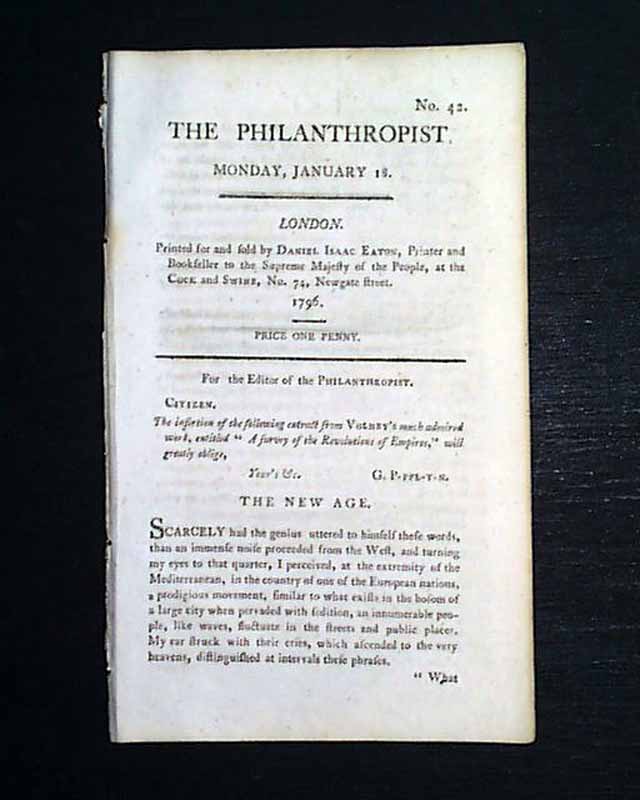 No. 42.
THE PHILANTHROPIST.
MONDAY, JANUARY 18.
LONDON.
Printed for and ſold by DANIEL ISAAC EATON, Printer and
Bookſeller to the Supreme Majeſty of the People, at the
COCK and SWINE, No. 74, Newgate ſtreet.
1796.
PRICE ONE PENNY.
For the Editor of the PHILANTHROPIST.
CITIZEN,
The inſertion of the following extract from VOLNEY's much admired
work, entitled " A ſurvey of the Revolutions of Empires," will
greatly oblige,
Your's &c. G. P-PPL-T-N.
THE NEW AGE.
SCARCELY had the genius uttered to himſelf theſe words,
than an immenſe noiſe proceeded from the Weſt, and turning
my eyes to that quarter, I perceived, at the extremity of the
Mediterranean, in the country of one of the European nations,
a prodigious movement, ſimilar to what exiſts in the boſom of
a large city when pervaded with ſedition, an innumerable peo-
ple, like waves, fluctuate in the ſtreets and public places.
My ear ſtruck with their cries, which aſcended to the very
heavens, diſtinguiſhed at intervals theſe phraſes.
" What